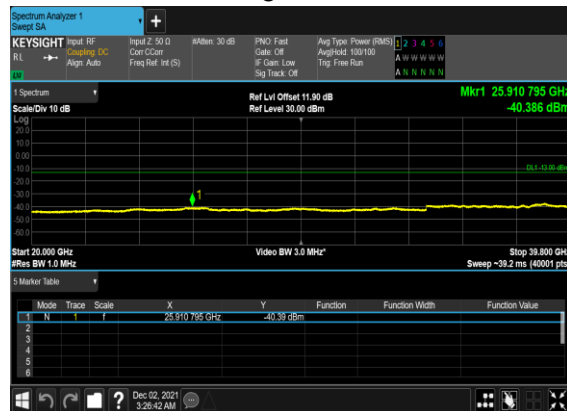 Spectrum Analyzer 1
Swept SA
+
KEYSIGHT Input: RF Input Z: 50 Ω #Atten: 30 dB PNO: Fast Avg Type: Power (RMS) 1 2 3 4 5 6
RL Coupling: DC Corr CCorr Gate: Off Avg|Hold: 100/100 A W W W W W
Align: Auto Freq Ref: Int (S) IF Gain: Low Trig: Free Run
Sig Track: Off A N N N N N
LXI
1 Spectrum Ref Lvl Offset 11.90 dB Mkr1 25.910 795 GHz
Scale/Div 10 dB Ref Level 30.00 dBm -40.386 dBm
Log
20.0
10.0
0.00
-10.0
DL1 -13.00 dBm
-20.0
-30.0
1
-40.0
-50.0
-60.0
Start 20.000 GHz Video BW 3.0 MHz* Stop 39.800 GHz
#Res BW 1.0 MHz Sweep ~39.2 ms (40001 pts)
5 Marker Table
Mode Trace Scale X Y Function Function Width Function Value
1 N 1 f 25.910 795 GHz -40.39 dBm
2
3
4
5
6
? Dec 02, 2021
3:26:42 AM